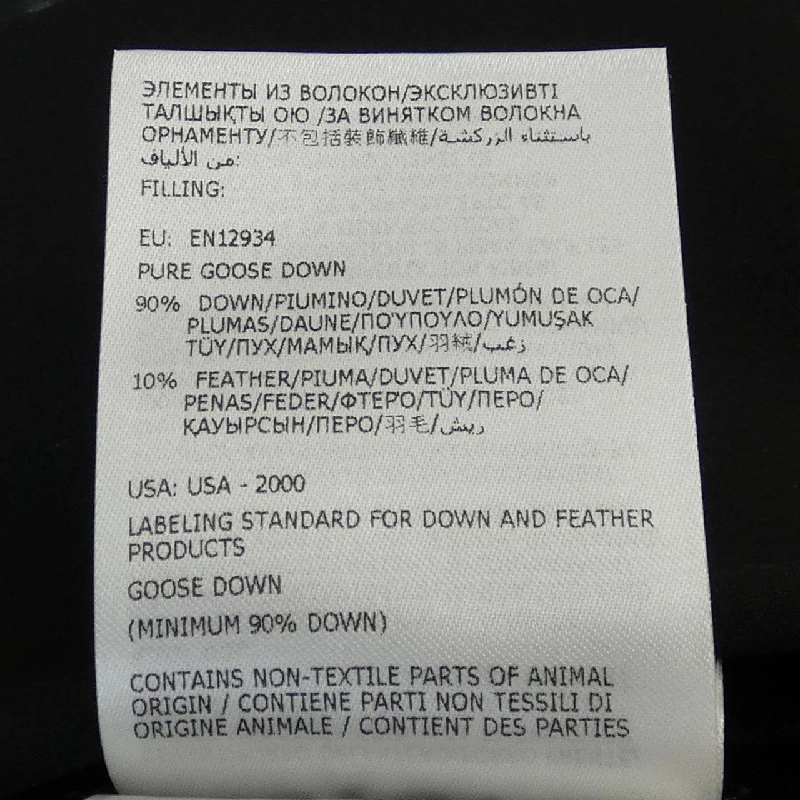 ЭЛЕМЕНТЫ ИЗ ВОЛОКОН/ЭКСКЛЮЗИВТІ
ТАЛШЫҚТЫ ОЮ /ЗА ВИНЯТКОМ ВОЛОКНА
ОРНАМЕНТУ/不包括裝飾纖維/باستثناء الزركشة
من الألياف:
FILLING:
EU: EN12934
PURE GOOSE DOWN
90% DOWN/PIUMINO/DUVET/PLUMÓN DE OCA/
PLUMAS/DAUNE/ΠΟΎΠΟΥΛΟ/YUMUŞAK
TÜY/ПУХ/МАМЫҚ/ПУХ/羽絨/زغب
10% FEATHER/PIUMA/DUVET/PLUMA DE OCA/
PENAS/FEDER/ΦΤΕΡΌ/TÜY/ПЕРО/
ҚАУЫРСЫН/ПЕРО/羽毛/ريش
USA: USA - 2000
LABELING STANDARD FOR DOWN AND FEATHER
PRODUCTS
GOOSE DOWN
(MINIMUM 90% DOWN)
CONTAINS NON-TEXTILE PARTS OF ANIMAL
ORIGIN / CONTIENE PARTI NON TESSILI DI
ORIGINE ANIMALE / CONTIENT DES PARTIES